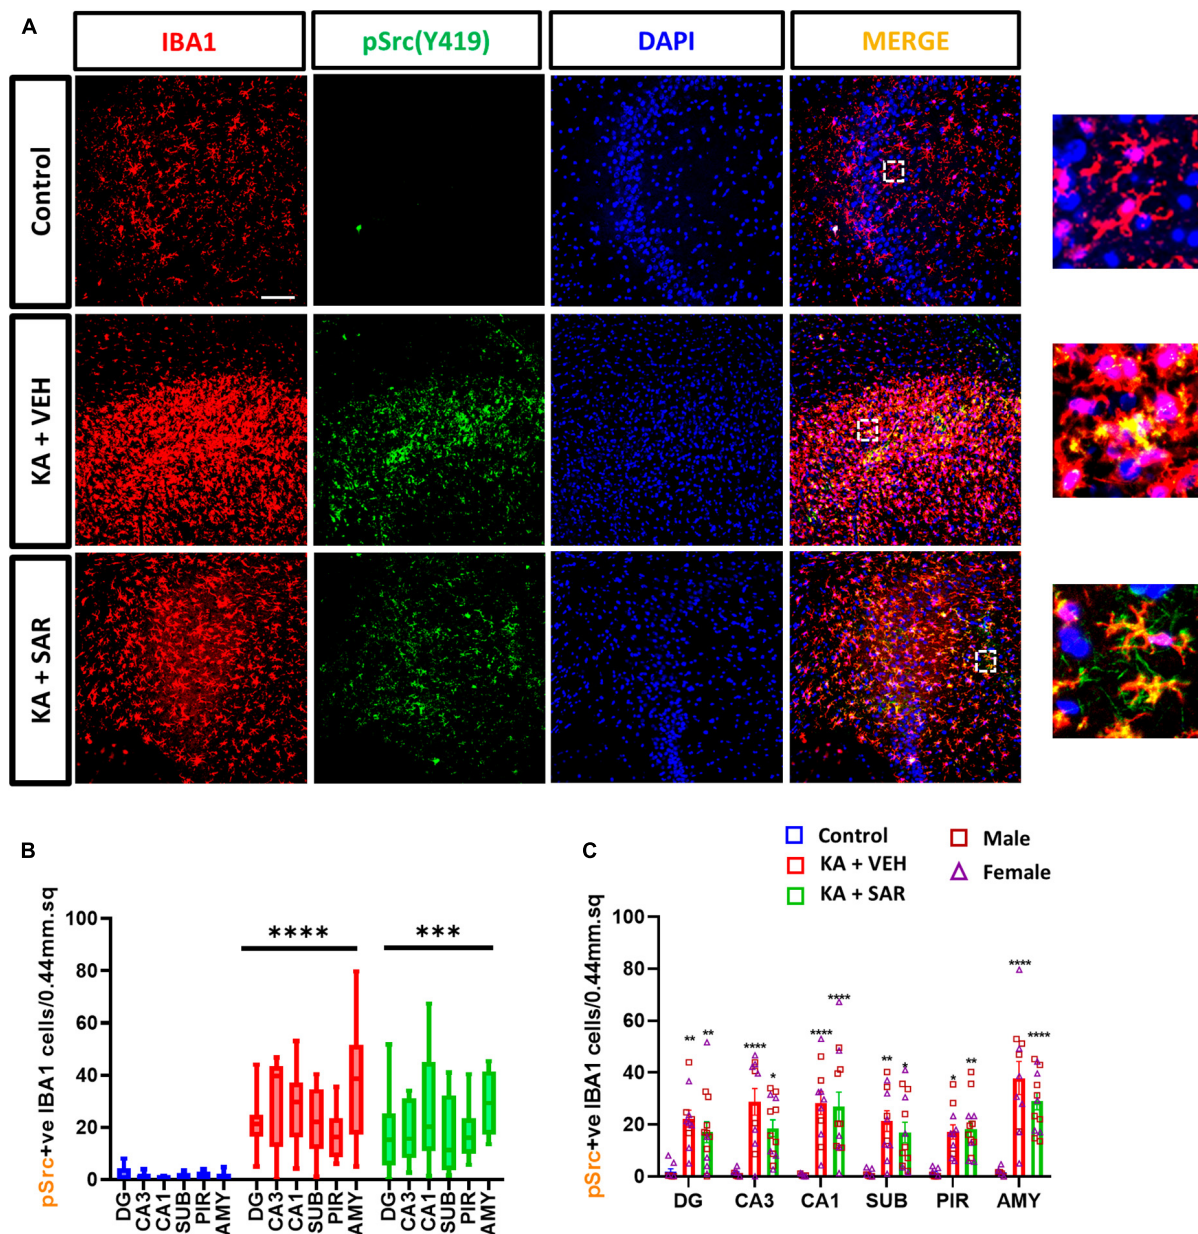 A
IBA1 pSrc(Y419) DAPI MERGE
Control
KA + VEH
KA + SAR
B
pSrc+ve IBA1 cells/0.44mm.sq
100
80
60
40
20
0
**** ***
DG CA3 CA1 SUB PIR AMY DG CA3 CA1 SUB PIR AMY DG CA3 CA1 SUB PIR AMY
C
Control
KA + VEH
KA + SAR
Male
Female
pSrc+ve IBA1 cells/0.44mm.sq
100
80
60
40
20
0
** ** **** * **** **** ** * * ** **** ****
DG CA3 CA1 SUB PIR AMY